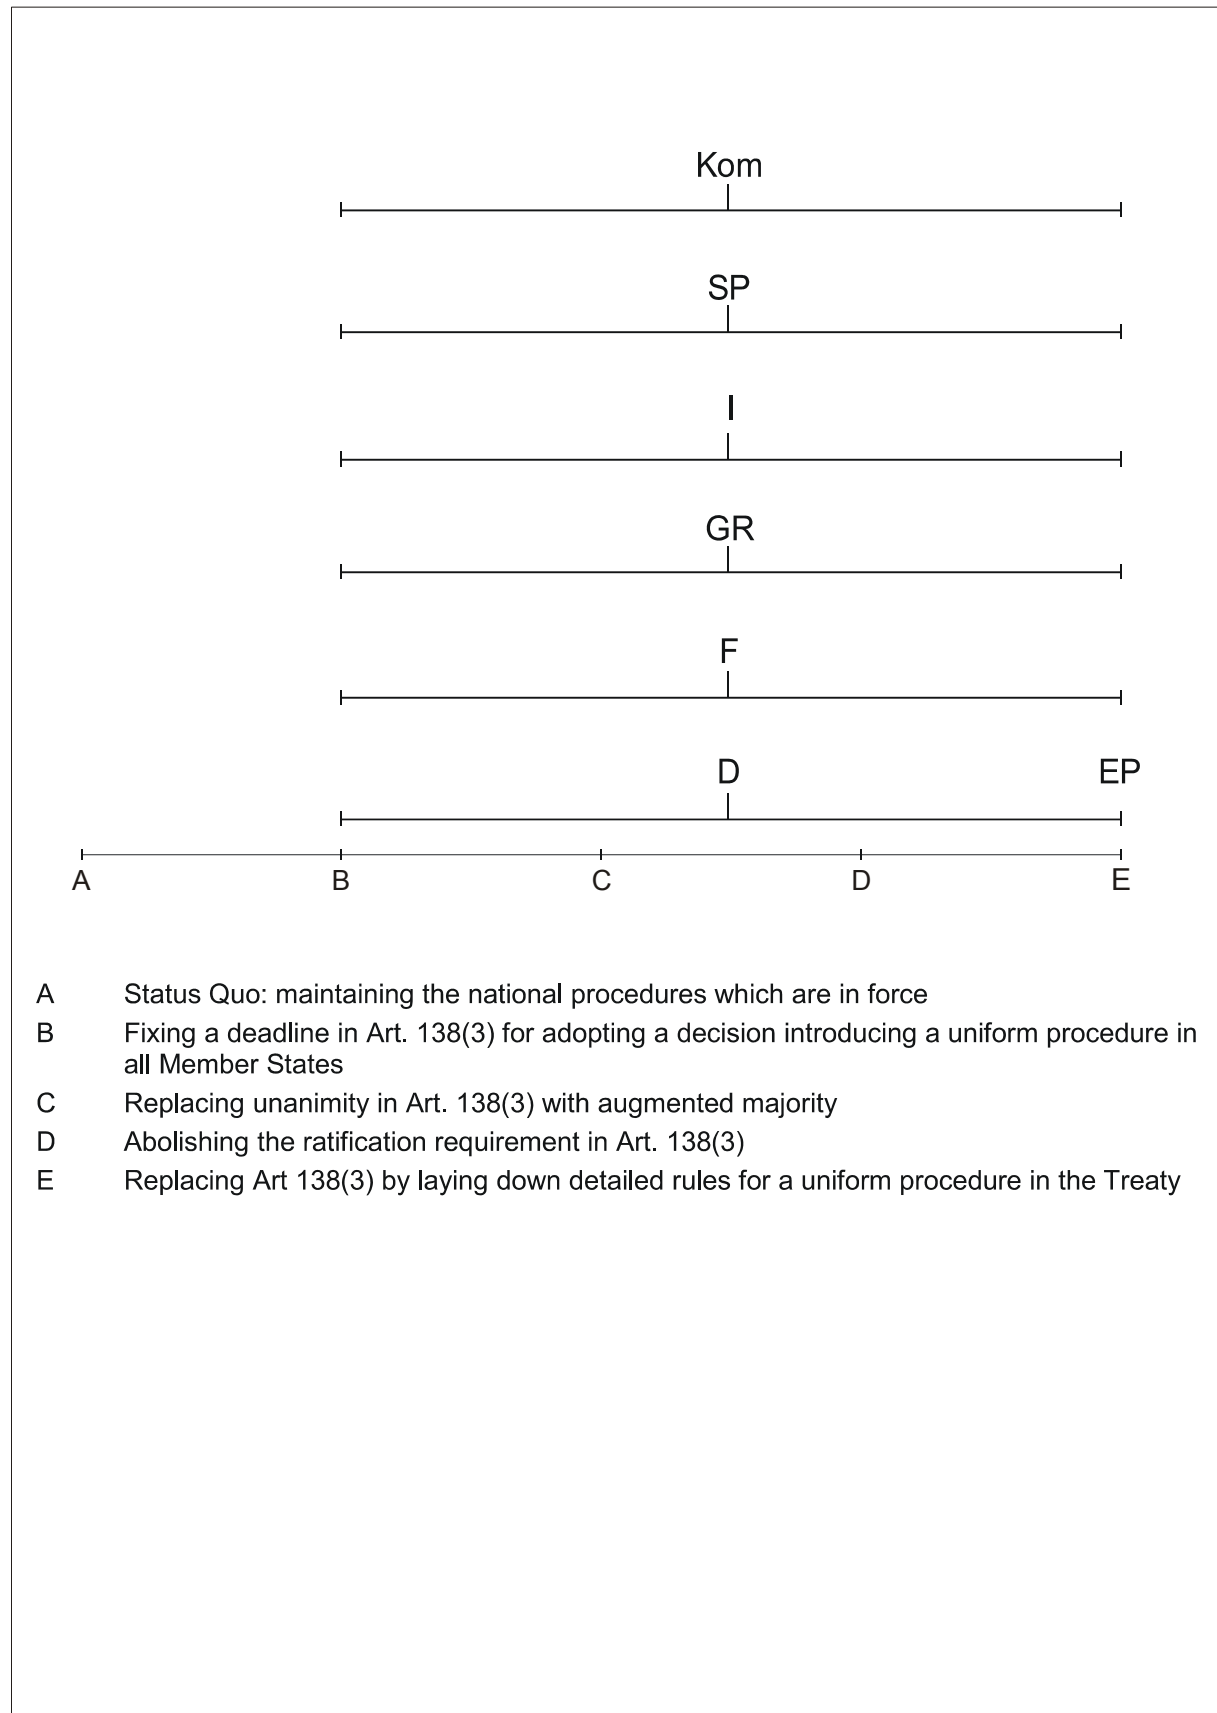 Kom
SP
I
GR
F
D EP
A B C D E
A Status Quo: maintaining the national procedures which are in force
B Fixing a deadline in Art. 138(3) for adopting a decision introducing a uniform procedure in
all Member States
C Replacing unanimity in Art. 138(3) with augmented majority
D Abolishing the ratification requirement in Art. 138(3)
E Replacing Art 138(3) by laying down detailed rules for a uniform procedure in the Treaty